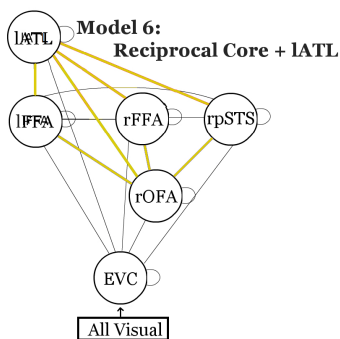 Model 6:
Reciprocal Core + lATL
lATL
lFFA
rFFA
rpSTS
rOFA
EVC
All Visual